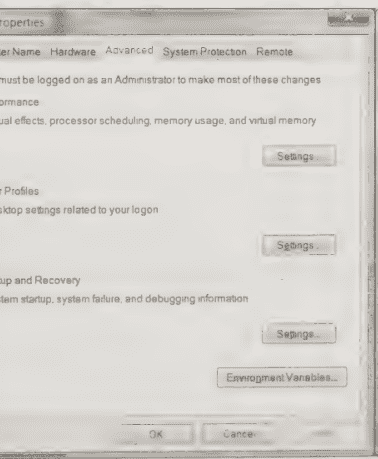 roperties
er Name Hardware Advanced System Protection Remote
must be logged on as an Administrator to make most of these changes
ormance
ual effects, processor scheduling, memory usage, and virtual memory
Settings...
r Profiles
sktop settings related to your logon
Settings...
up and Recovery
stem startup, system failure, and debugging information
Settings...
Environment Variables...
OK Cancel